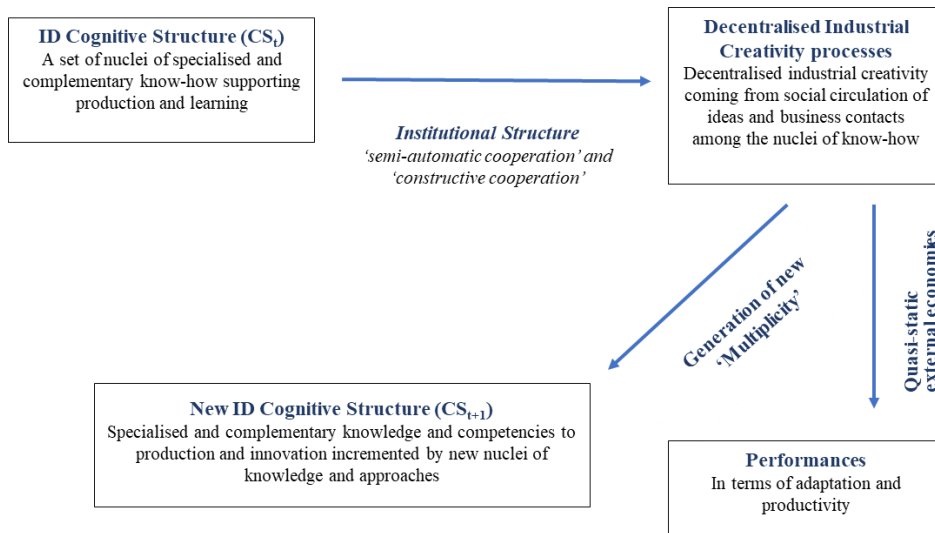 ID Cognitive Structure (CSt)
A set of nuclei of specialised and
complementary know-how supporting
production and learning
Decentralised Industrial
Creativity processes
Decentralised industrial creativity
coming from social circulation of
ideas and business contacts
among the nuclei of know-how
Institutional Structure
‘semi-automatic cooperation’ and
‘constructive cooperation’
Generation of new
‘Multiplicity’
Quasi-static
external economies
New ID Cognitive Structure (CSt+1)
Specialised and complementary knowledge and competencies to
production and innovation incremented by new nuclei of
knowledge and approaches
Performances
In terms of adaptation and
productivity